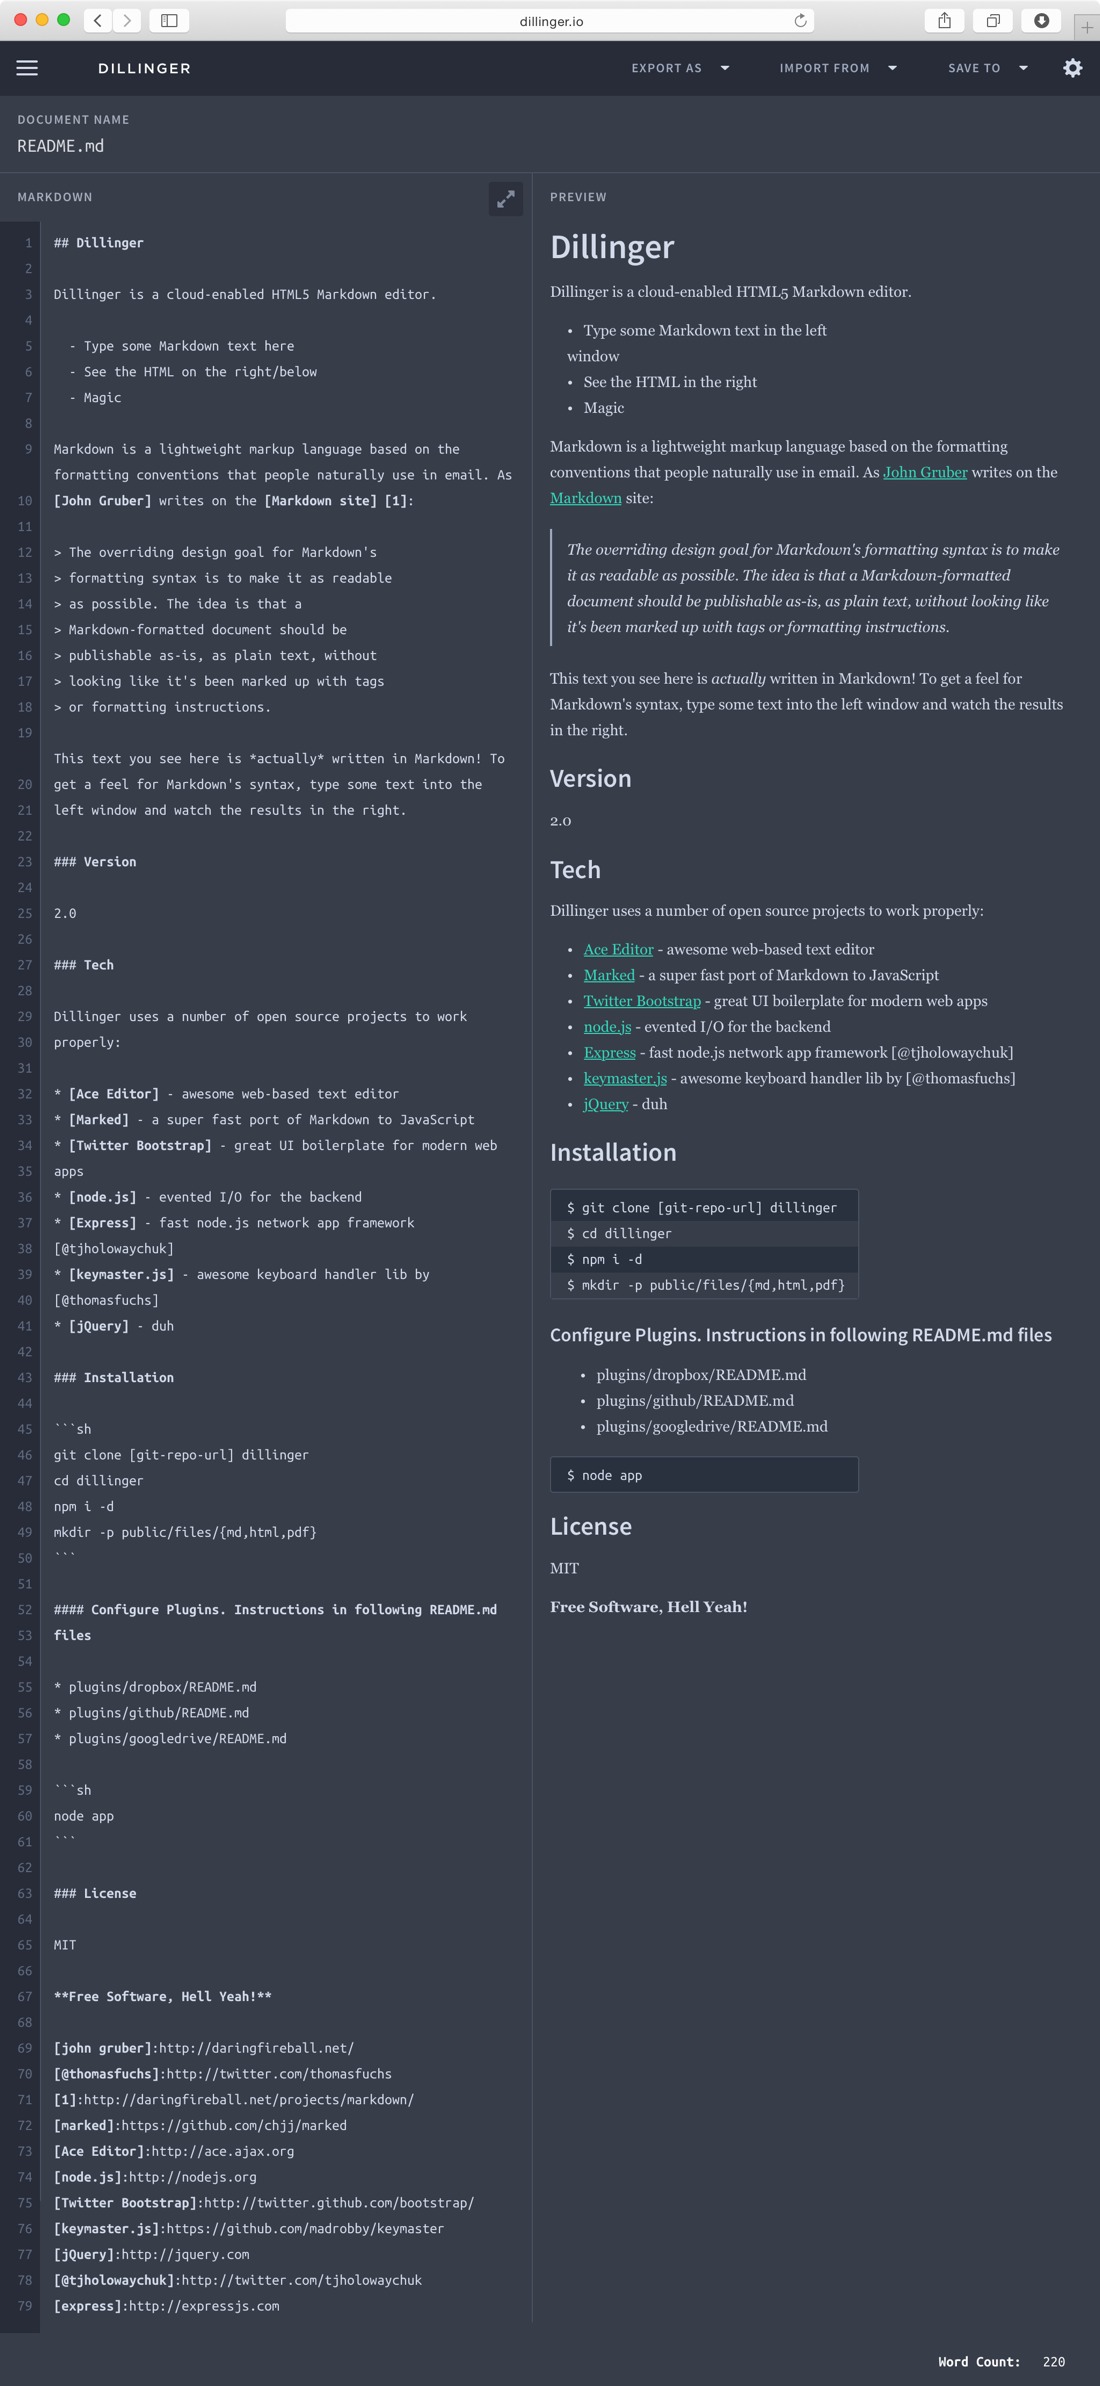 dillinger.io
DILLINGER
EXPORT AS
IMPORT FROM
SAVE TO
DOCUMENT NAME
README.md
MARKDOWN
1 ## Dillinger
2
3 Dillinger is a cloud-enabled HTML5 Markdown editor.
4
5 - Type some Markdown text here
6 - See the HTML on the right/below
7 - Magic
8
9 Markdown is a lightweight markup language based on the
formatting conventions that people naturally use in email. As
10 [John Gruber] writes on the [Markdown site] [1]:
11
12 > The overriding design goal for Markdown's
13 > formatting syntax is to make it as readable
14 > as possible. The idea is that a
15 > Markdown-formatted document should be
16 > publishable as-is, as plain text, without
17 > looking like it's been marked up with tags
18 > or formatting instructions.
19
This text you see here is *actually* written in Markdown! To
20 get a feel for Markdown's syntax, type some text into the
21 left window and watch the results in the right.
22
23 ### Version
24
25 2.0
26
27 ### Tech
28
29 Dillinger uses a number of open source projects to work
30 properly:
31
32 * [Ace Editor] - awesome web-based text editor
33 * [Marked] - a super fast port of Markdown to JavaScript
34 * [Twitter Bootstrap] - great UI boilerplate for modern web
35 apps
36 * [node.js] - evented I/O for the backend
37 * [Express] - fast node.js network app framework
38 [@tjholowaychuk]
39 * [keymaster.js] - awesome keyboard handler lib by
40 [@thomasfuchs]
41 * [jQuery] - duh
42
43 ### Installation
44
45 ```sh
46 git clone [git-repo-url] dillinger
47 cd dillinger
48 npm i -d
49 mkdir -p public/files/{md,html,pdf}
50 ```
51
52 #### Configure Plugins. Instructions in following README.md
53 files
54
55 * plugins/dropbox/README.md
56 * plugins/github/README.md
57 * plugins/googledrive/README.md
58
59 ```sh
60 node app
61 ```
62
63 ### License
64
65 MIT
66
67 **Free Software, Hell Yeah!**
68
69 [john gruber]:http://daringfireball.net/
70 [@thomasfuchs]:http://twitter.com/thomasfuchs
71 [1]:http://daringfireball.net/projects/markdown/
72 [marked]:https://github.com/chjj/marked
73 [Ace Editor]:http://ace.ajax.org
74 [node.js]:http://nodejs.org
75 [Twitter Bootstrap]:http://twitter.github.com/bootstrap/
76 [keymaster.js]:https://github.com/madrobby/keymaster
77 [jQuery]:http://jquery.com
78 [@tjholowaychuk]:http://twitter.com/tjholowaychuk
79 [express]:http://expressjs.com
PREVIEW
Dillinger
Dillinger is a cloud-enabled HTML5 Markdown editor.
• Type some Markdown text in the left
window
• See the HTML in the right
• Magic
Markdown is a lightweight markup language based on the formatting
conventions that people naturally use in email. As John Gruber writes on the
Markdown site:
The overriding design goal for Markdown's formatting syntax is to make
it as readable as possible. The idea is that a Markdown-formatted
document should be publishable as-is, as plain text, without looking like
it's been marked up with tags or formatting instructions.
This text you see here is actually written in Markdown! To get a feel for
Markdown's syntax, type some text into the left window and watch the results
in the right.
Version
2.0
Tech
Dillinger uses a number of open source projects to work properly:
• Ace Editor - awesome web-based text editor
• Marked - a super fast port of Markdown to JavaScript
• Twitter Bootstrap - great UI boilerplate for modern web apps
• node.js - evented I/O for the backend
• Express - fast node.js network app framework [@tjholowaychuk]
• keymaster.js - awesome keyboard handler lib by [@thomasfuchs]
• jQuery - duh
Installation
$ git clone [git-repo-url] dillinger
$ cd dillinger
$ npm i -d
$ mkdir -p public/files/{md,html,pdf}
Configure Plugins. Instructions in following README.md files
• plugins/dropbox/README.md
• plugins/github/README.md
• plugins/googledrive/README.md
$ node app
License
MIT
Free Software, Hell Yeah!
Word Count: 220